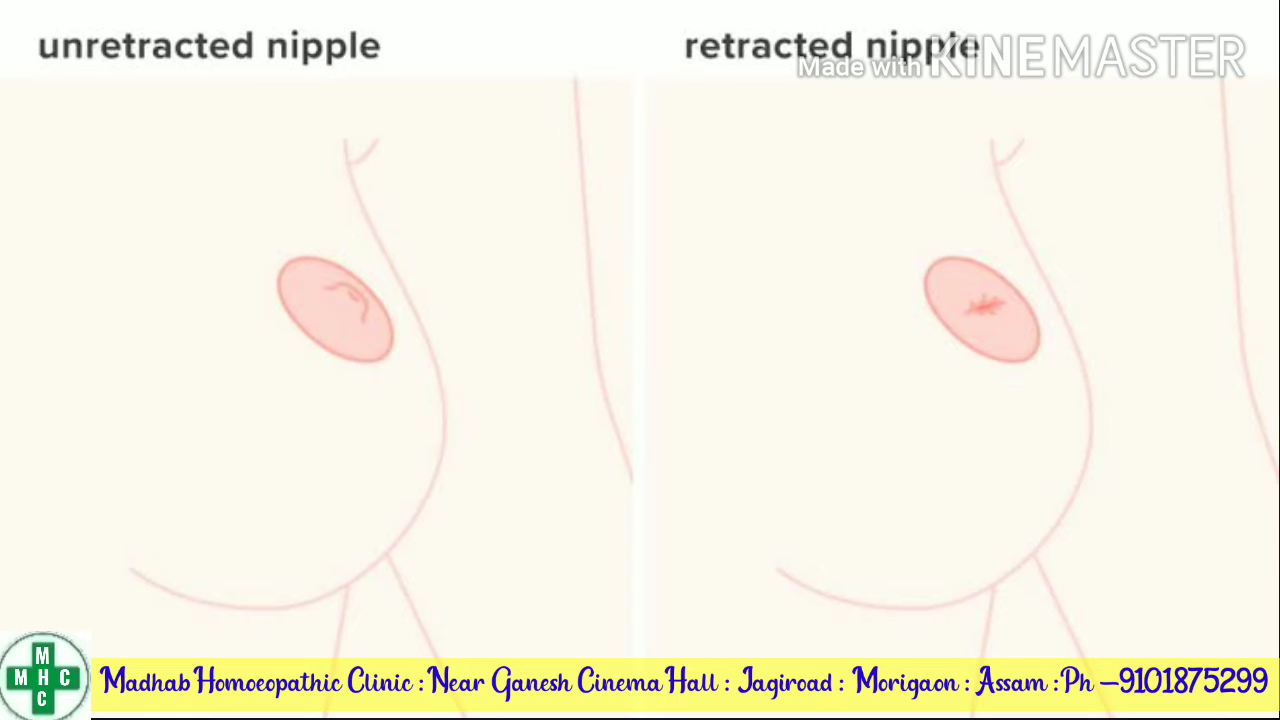 unretracted nipple
retracted nipple
Made with KINEMASTER
M
M H C
C
Madhab Homoeopathic Clinic : Near Ganesh Cinema Hall : Jagiroad : Morigaon : Assam : Ph –9101875299